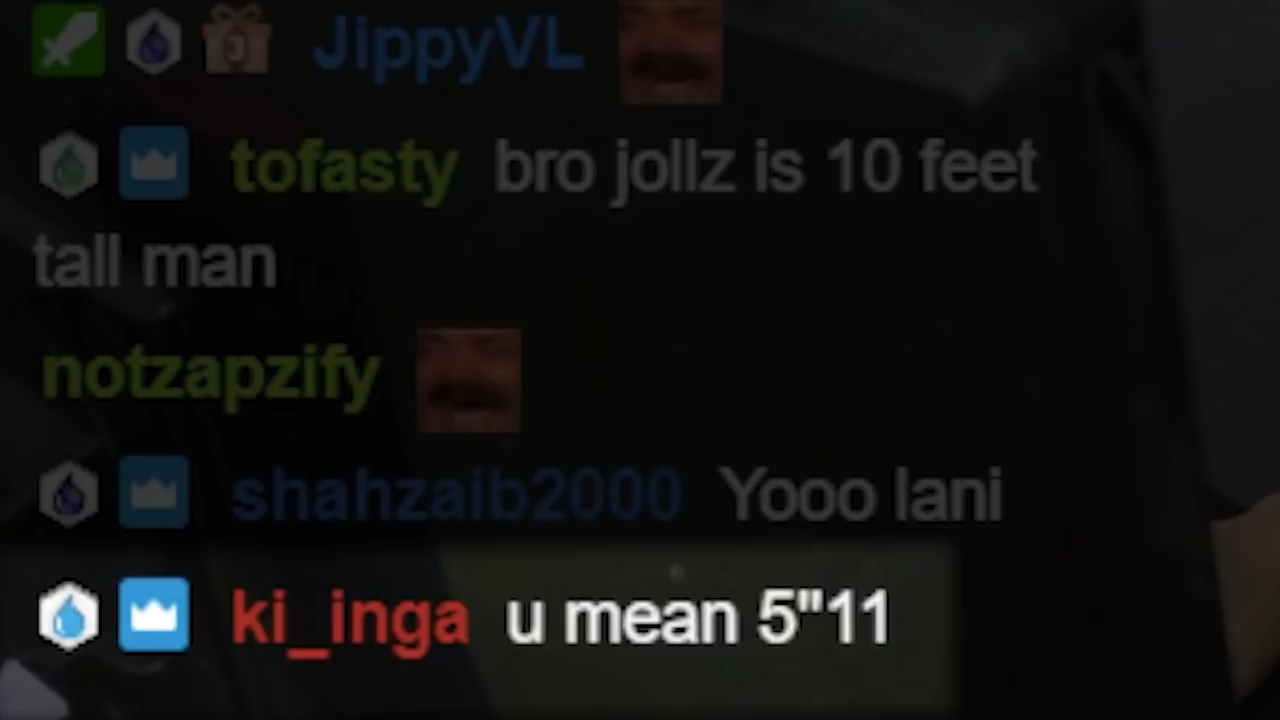 JippyVL
tofasty bro jollz is 10 feet
tall man
notzapzify
shahzaib2000 Yooo lani
ki_inga u mean 5"11